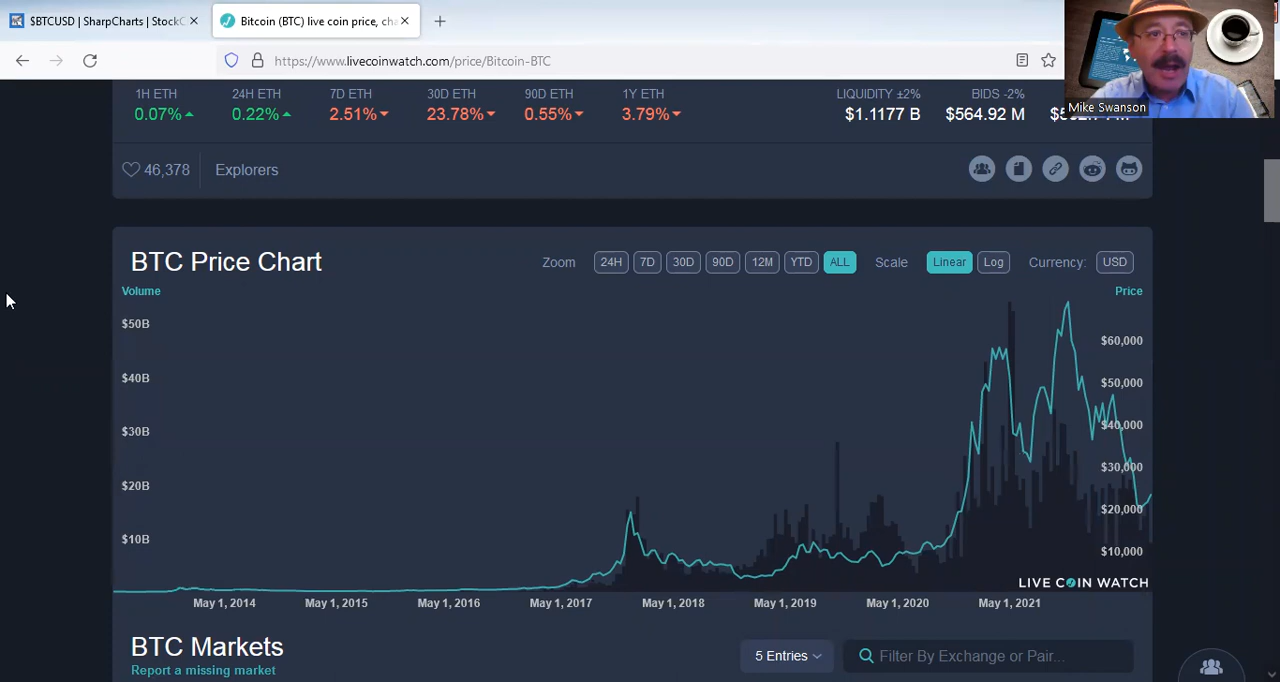 $BTCUSD | SharpCharts | StockC
Bitcoin (BTC) live coin price, ch
https://www.livecoinwatch.com/price/Bitcoin-BTC
Mike Swanson
1H ETH 24H ETH 7D ETH 30D ETH 90D ETH 1Y ETH LIQUIDITY ±2% BIDS -2%
0.07% 0.22% 2.51% 23.78% 0.55% 3.79% $1.1177 B $564.92 M
46,378 Explorers
BTC Price Chart Zoom 24H 7D 30D 90D 12M YTD ALL Scale Linear Log Currency: USD
Volume Price
$50B
$60,000
$40B $50,000
$30B $40,000
$30,000
$20B
$20,000
$10B
$10,000
LIVE COIN WATCH
May 1, 2014 May 1, 2015 May 1, 2016 May 1, 2017 May 1, 2018 May 1, 2019 May 1, 2020 May 1, 2021
BTC Markets 5 Entries Filter By Exchange or Pair...
Report a missing market